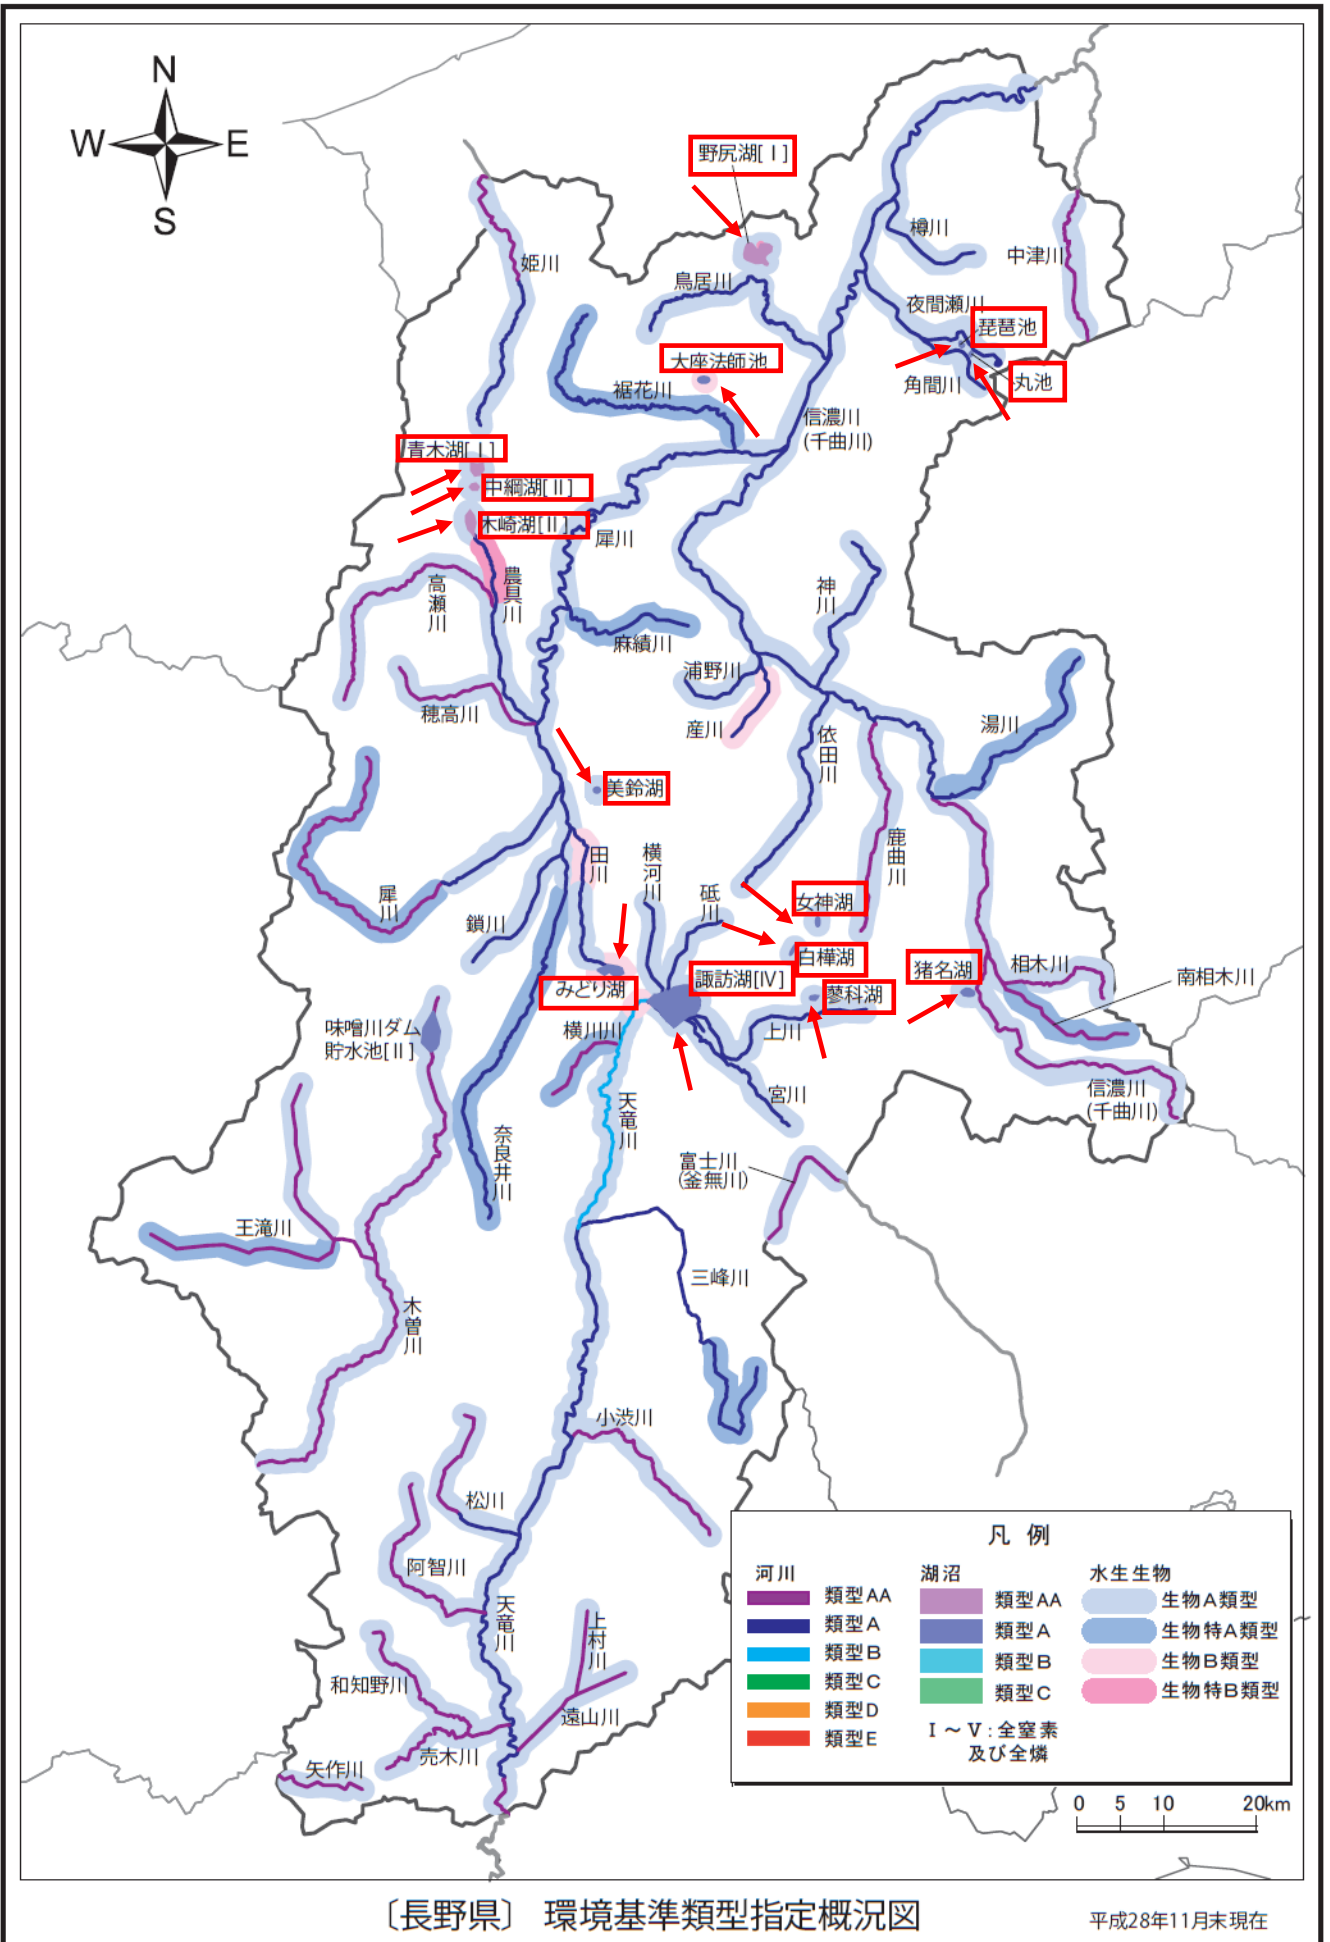 N
W
E
S
野尻湖[Ⅰ]
樽川
中津川
姫川
鳥居川
夜間瀬川
琵琶池
大座法師池
角間川
丸池
裾花川
信濃川
(千曲川)
青木湖[Ⅰ]
中綱湖[Ⅱ]
木崎湖[Ⅱ]
犀川
農具川
高瀬川
神川
麻績川
浦野川
穂高川
産川
湯川
依田川
美鈴湖
鹿曲川
田川
横河川
砥川
犀川
鎖川
女神湖
白樺湖
猪名湖
相木川
南相木川
みどり湖
諏訪湖[Ⅳ]
蓼科湖
味噌川ダム
貯水池[Ⅱ]
横川川
上川
宮川
信濃川
(千曲川)
天竜川
奈良井川
富士川
(釜無川)
王滝川
三峰川
木曽川
小渋川
松川
阿智川
天竜川
上村川
和知野川
遠山川
売木川
矢作川
凡 例
河川
類型AA
類型A
類型B
類型C
類型D
類型E
湖沼
類型AA
類型A
類型B
類型C
Ⅰ～Ⅴ:全窒素
及び全燐
水生生物
生物A類型
生物特A類型
生物B類型
生物特B類型
0 5 10 20km
〔長野県〕 環境基準類型指定概況図
平成28年11月末現在